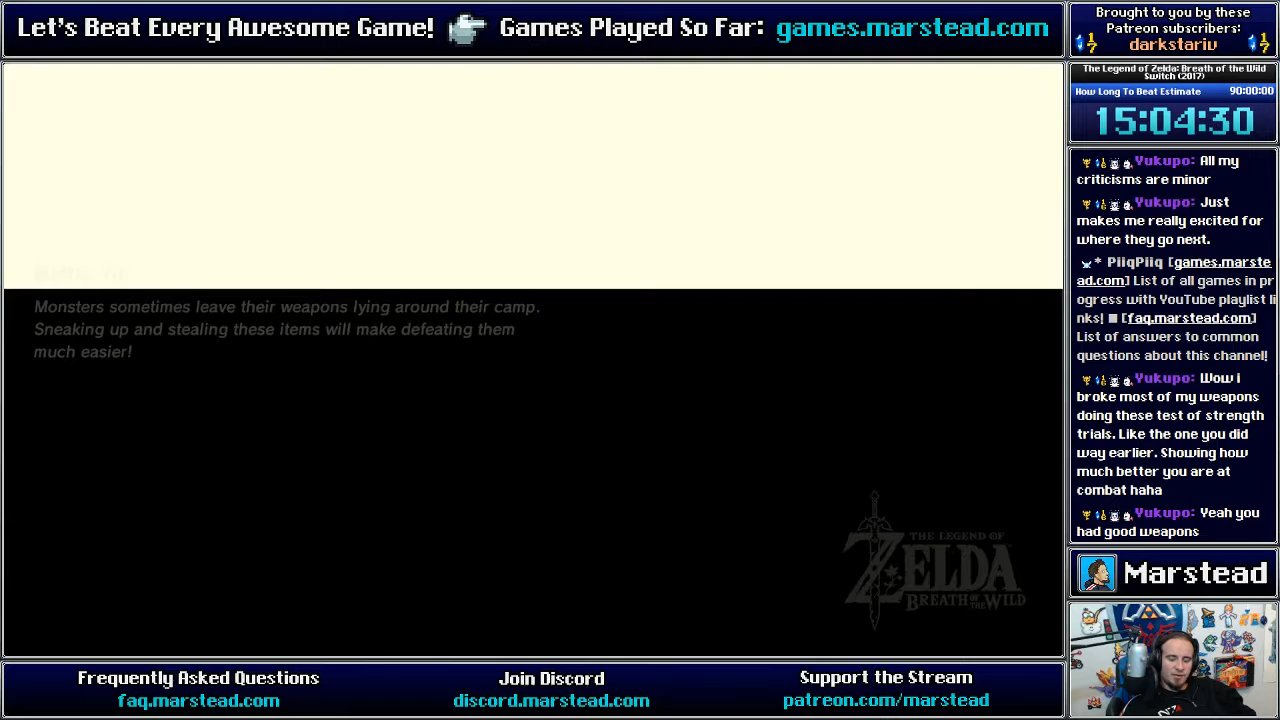 Let's Beat Every Awesome Game!
Games Played So Far: games.marstead.com
Brought to you by these
Patreon subscribers:
darkstariv
The Legend of Zelda: Breath of the Wild
Switch (2017)
How Long To Beat Estimate 90:00:00
15:04:30
Yukupo: All my
criticisms are minor
Yukupo: Just
makes me really excited for
where they go next.
* PliqPliq [games.marste
ad.com] List of all games in pr
ogress with YouTube playlist li
nks! ■ [faq.marstead.com]
List of answers to common
questions about this channel!
Yukupo: Wow i
broke most of my weapons
doing these test of strength
trials. Like the one you did
way earlier. Showing how
much better you are at
combat haha
Yukupo: Yeah you
had good weapons
Monsters sometimes leave their weapons lying around their camp.
Sneaking up and stealing these items will make defeating them
much easier!
THE LEGEND OF
ZELDA
BREATH OF THE WILD
Marstead
Frequently Asked Questions
faq.marstead.com
Join Discord
discord.marstead.com
Support the Stream
patreon.com/marstead